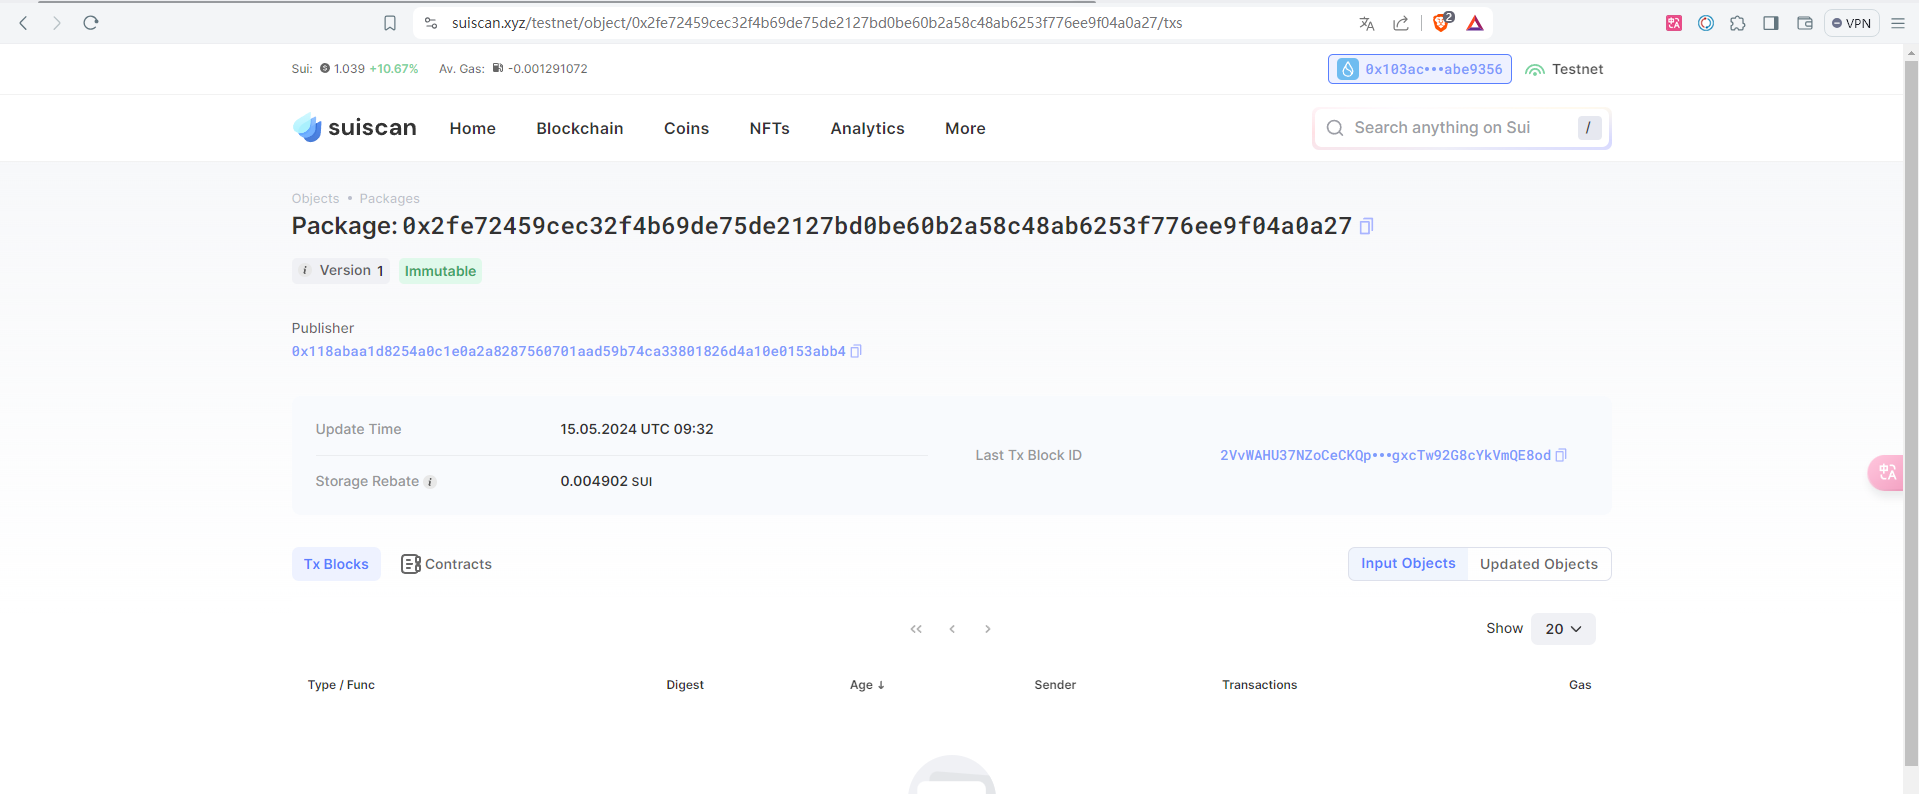 suiscan.xyz/testnet/object/0x2fe72459cec32f4b69de75de2127bd0be60b2a58c48ab6253f776ee9f04a0a27/txs
2
VPN
Sui: 1.039 +10.67% Av. Gas: -0.001291072
0x103ac•••abe9356 Testnet
suiscan Home Blockchain Coins NFTs Analytics More
Search anything on Sui /
Objects • Packages
Package: 0x2fe72459cec32f4b69de75de2127bd0be60b2a58c48ab6253f776ee9f04a0a27
i Version 1 Immutable
Publisher
0x118abaa1d8254a0c1e0a2a8287560701aad59b74ca33801826d4a10e0153abb4
Update Time 15.05.2024 UTC 09:32
Last Tx Block ID 2VvWAHU37NZoCeCKQp•••gxcTw92G8cYkVmQE8od
Storage Rebate i 0.004902 SUI
Tx Blocks Contracts Input Objects Updated Objects
Show 20
Type / Func Digest Age ↓ Sender Transactions Gas